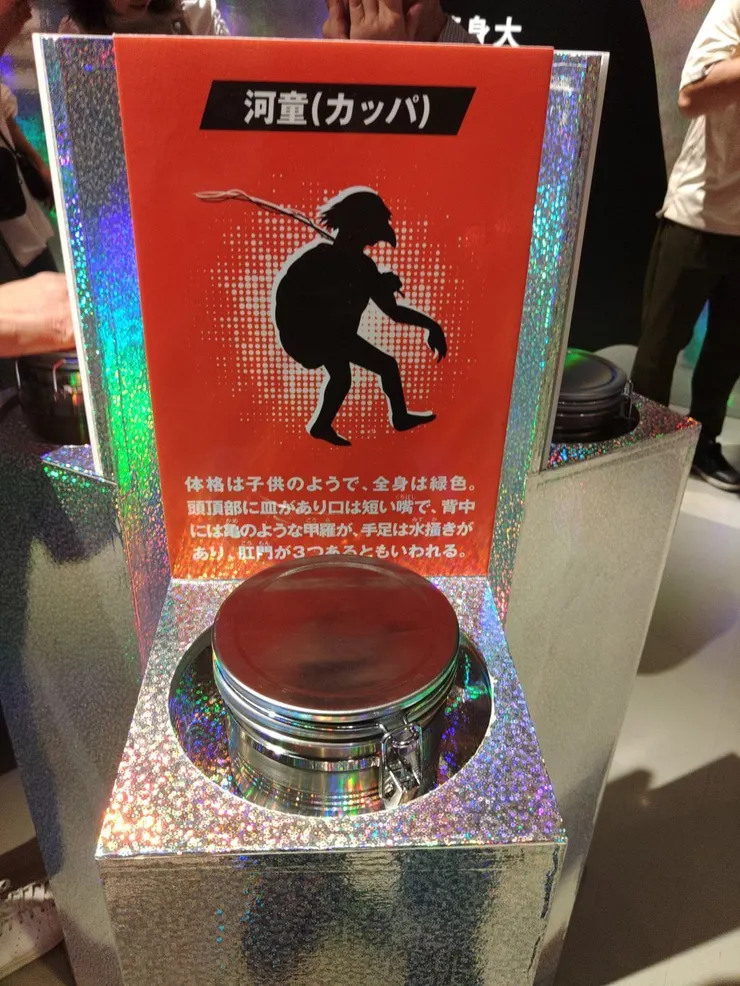 身大
河童(カッパ)
体格は子供のようで、全身は緑色。
頭頂部に皿があり口は短い嘴で、背中
には亀のような甲羅が、手足は水掻きが
あり、肛門が3つあるともいわれる。